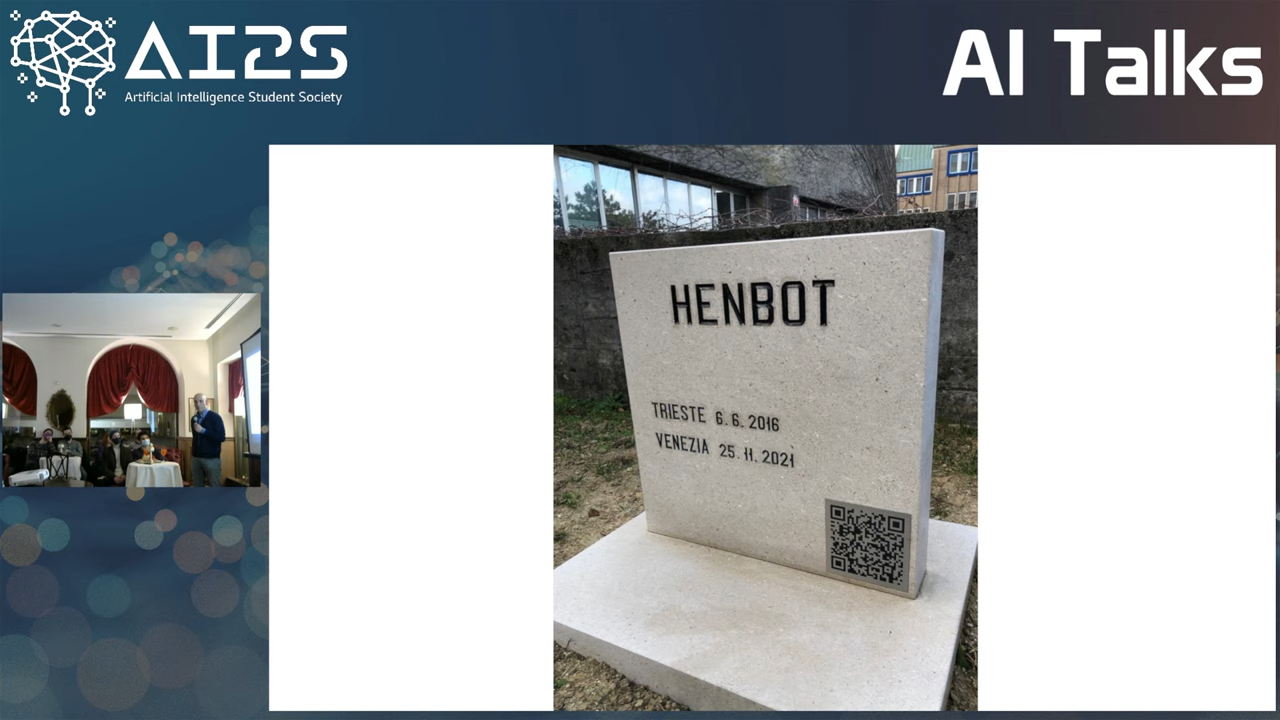 AI2S
Artificial Intelligence Student Society
AI Talks
HENBOT
TRIESTE 6.6.2016
VENEZIA 25.11.2021